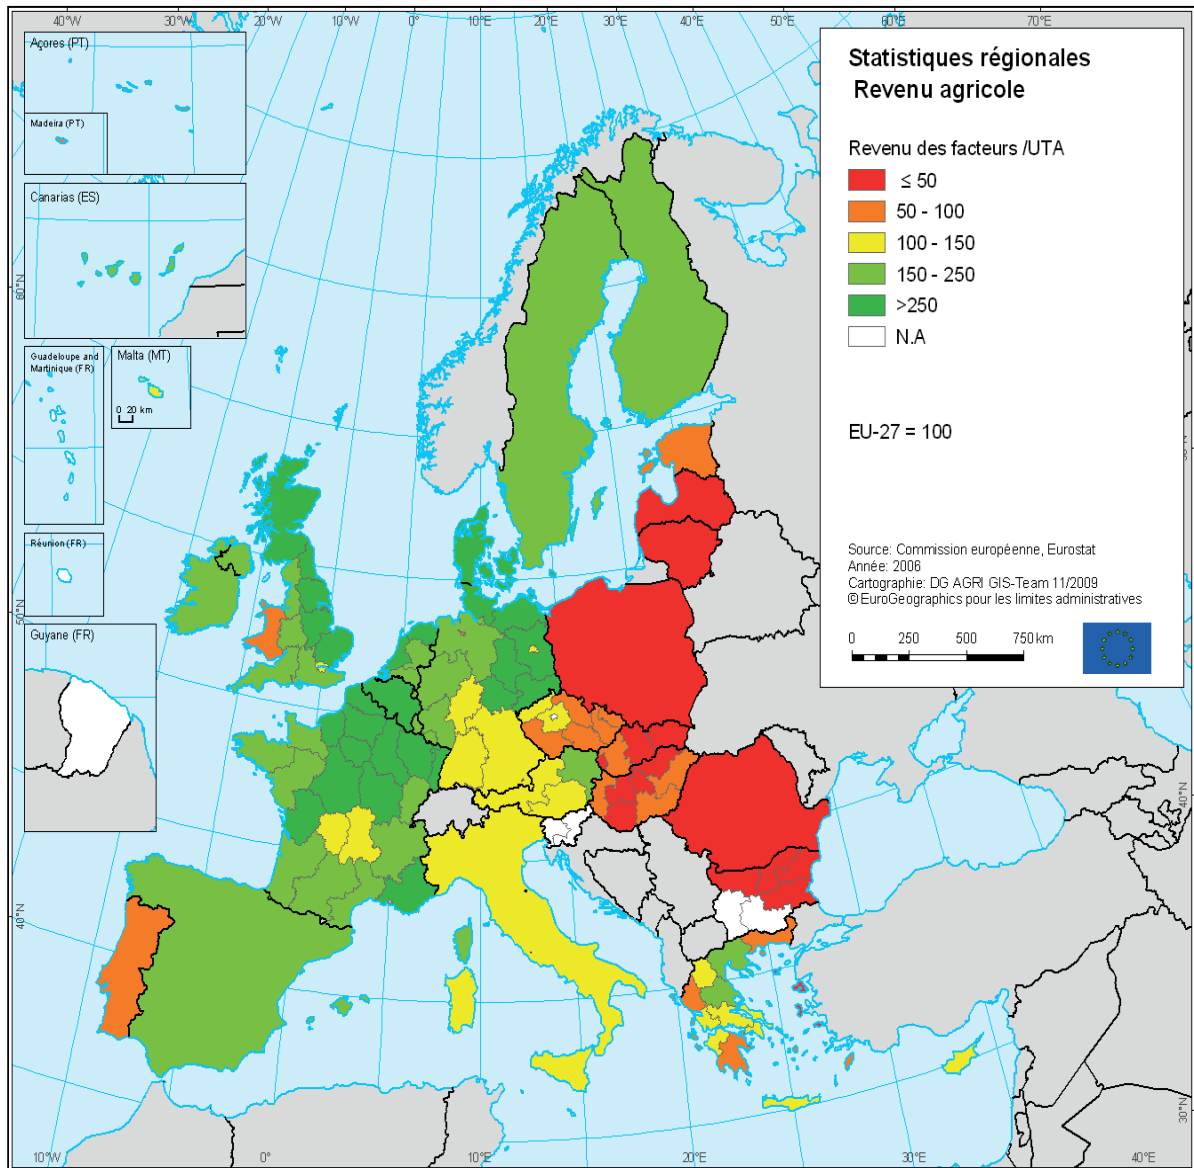 40°W
30°W
20°W
10°W
0°
10°E
20°E
30°E
40°E
50°E
60°E
70°E
Açores (PT)
Madeira (PT)
Canarias (ES)
Guadeloupe and
Martinique (FR)
Malta (MT)
0 20 km
Réunion (FR)
Guyane (FR)
Statistiques régionales
Revenu agricole
Revenu des facteurs /UTA
≤ 50
50 - 100
100 - 150
150 - 250
>250
N.A
EU-27 = 100
Source: Commission européenne, Eurostat
Année: 2006
Cartographie: DG AGRI GIS-Team 11/2009
© EuroGeographics pour les limites administratives
0 250 500 750 km
60°N
50°N
40°N
40°N
30°N
10°W
0°
10°E
20°E
30°E
40°E